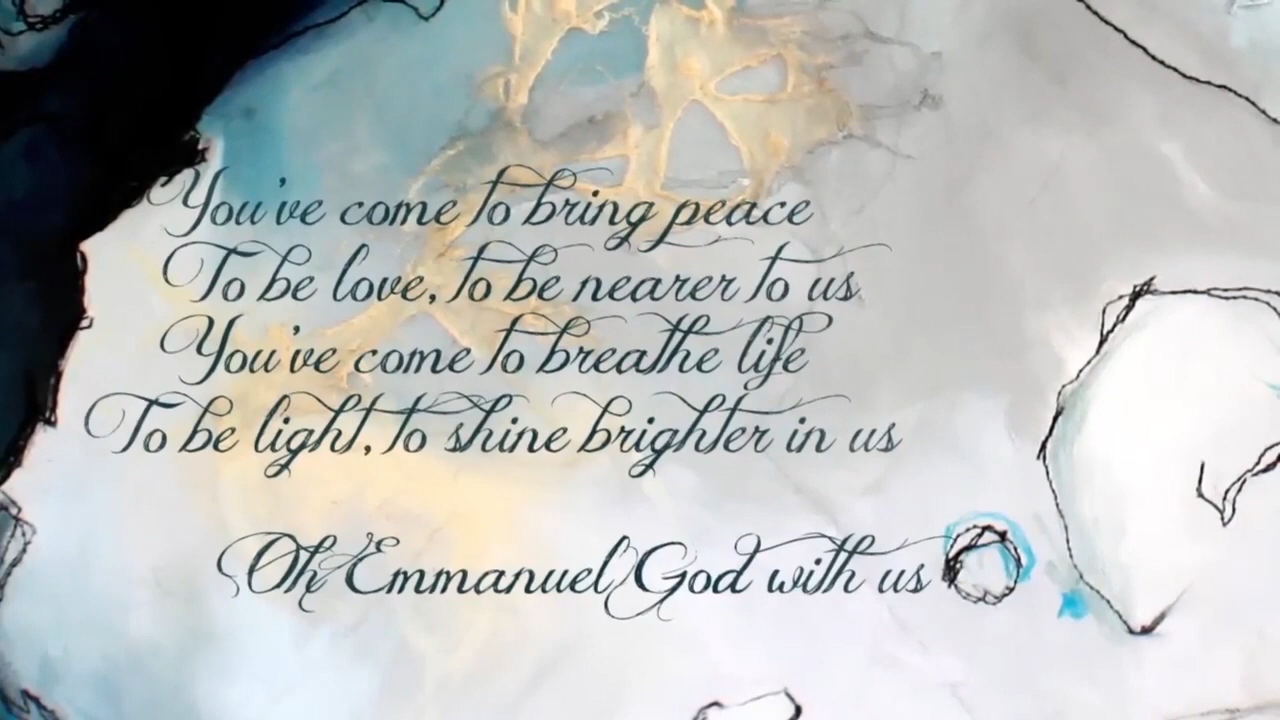 You've come to bring peace
To be love, to be nearer to us
You've come to breathe life
To be light, to shine brighter in us
Oh Emmanuel God with us